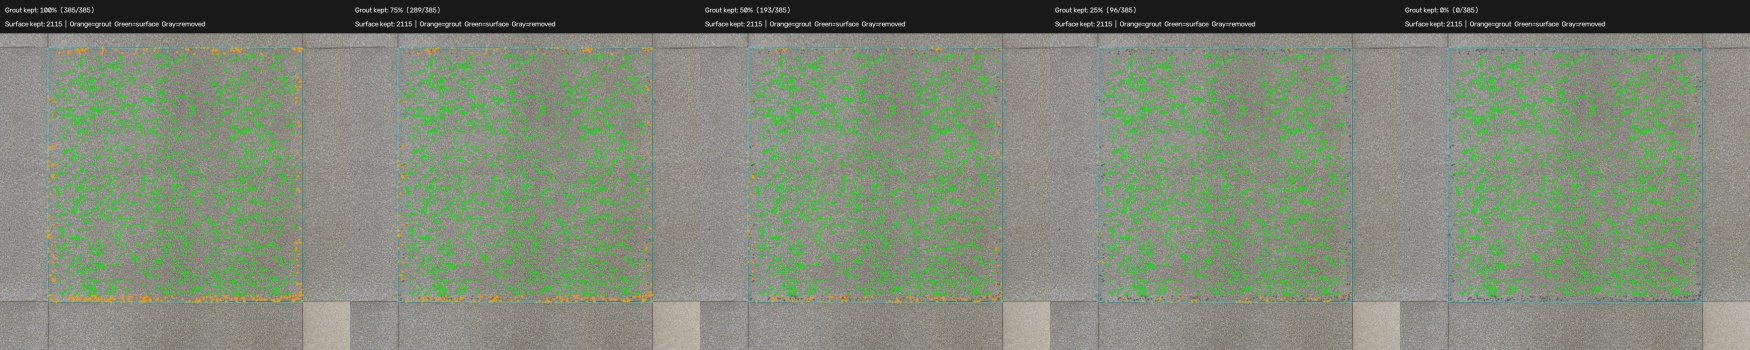 Grout kept: 100% (385/385)
Surface kept: 2115 | Orange=grout Green=surface Gray=removed
Grout kept: 75% (289/385)
Surface kept: 2115 | Orange=grout Green=surface Gray=removed
Grout kept: 50% (193/385)
Surface kept: 2115 | Orange=grout Green=surface Gray=removed
Grout kept: 25% (96/385)
Surface kept: 2115 | Orange=grout Green=surface Gray=removed
Grout kept: 0% (0/385)
Surface kept: 2115 | Orange=grout Green=surface Gray=removed